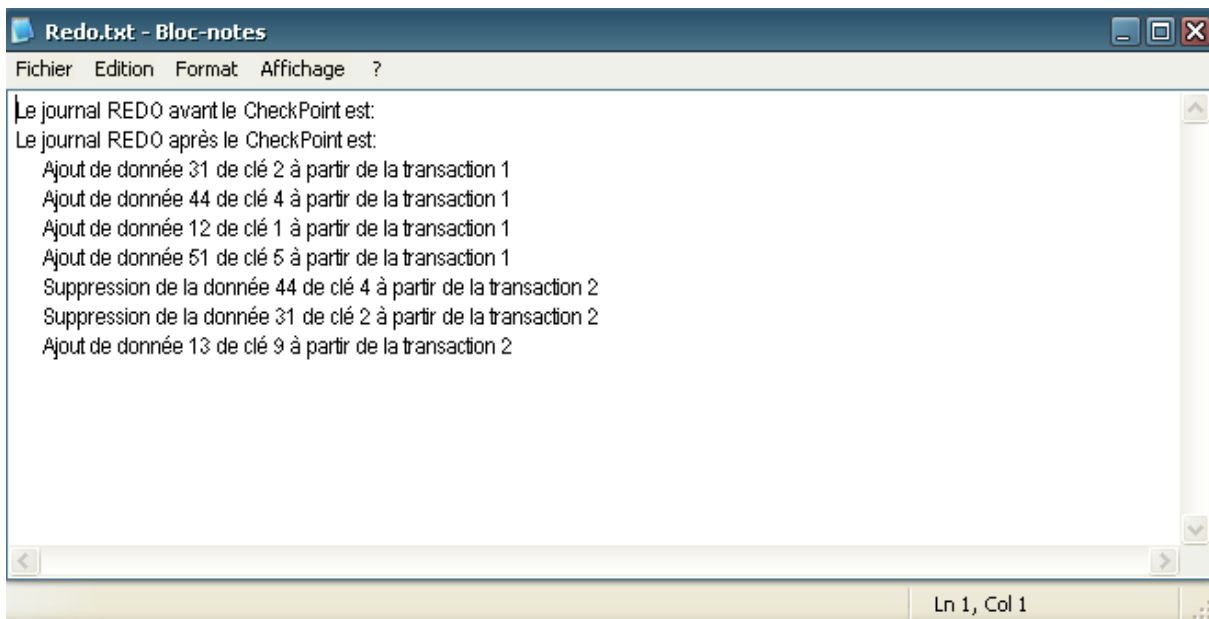 Redo.txt - Bloc-notes
Fichier Edition Format Affichage ?
Le journal REDO avant le CheckPoint est:
Le journal REDO après le CheckPoint est:
Ajout de donnée 31 de clé 2 à partir de la transaction 1
Ajout de donnée 44 de clé 4 à partir de la transaction 1
Ajout de donnée 12 de clé 1 à partir de la transaction 1
Ajout de donnée 51 de clé 5 à partir de la transaction 1
Suppression de la donnée 44 de clé 4 à partir de la transaction 2
Suppression de la donnée 31 de clé 2 à partir de la transaction 2
Ajout de donnée 13 de clé 9 à partir de la transaction 2
Ln 1, Col 1